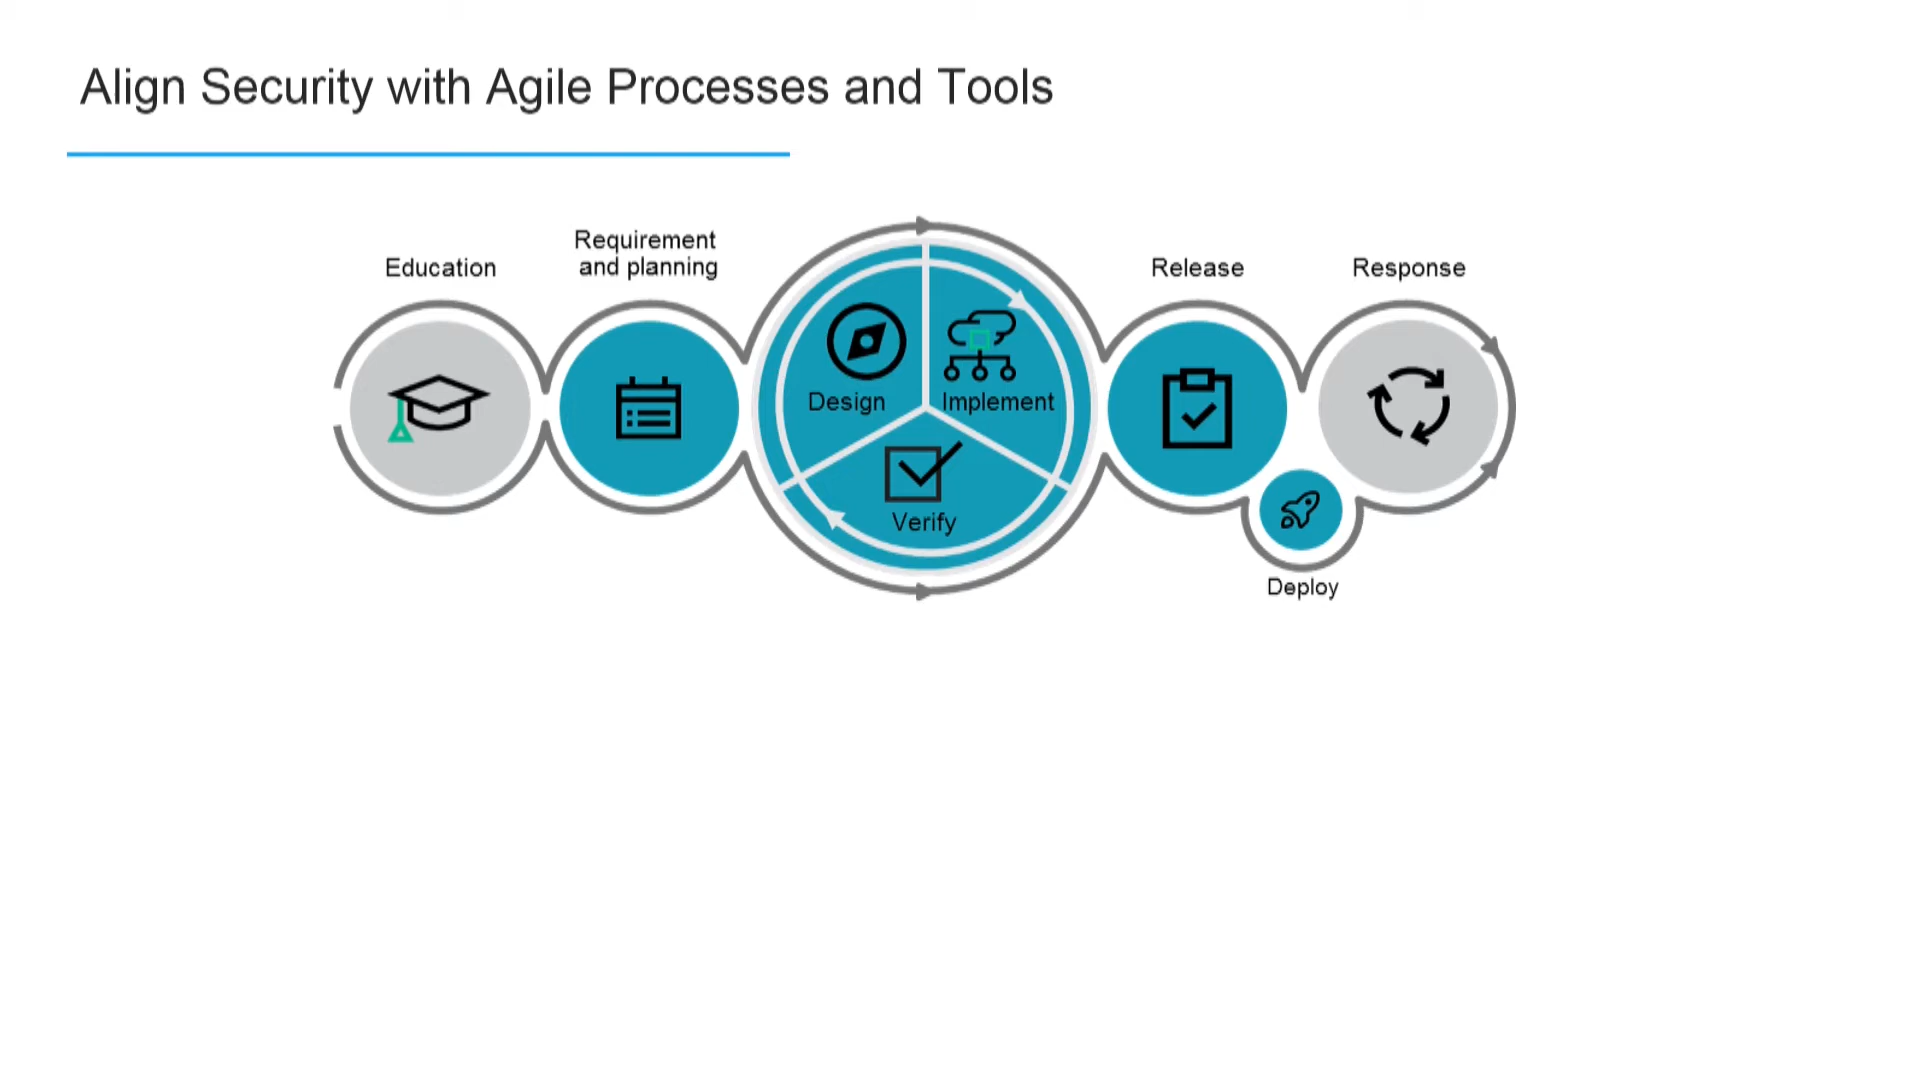 Align Security with Agile Processes and Tools
Education
Requirement
and planning
Design
Implement
Verify
Release
Response
Deploy